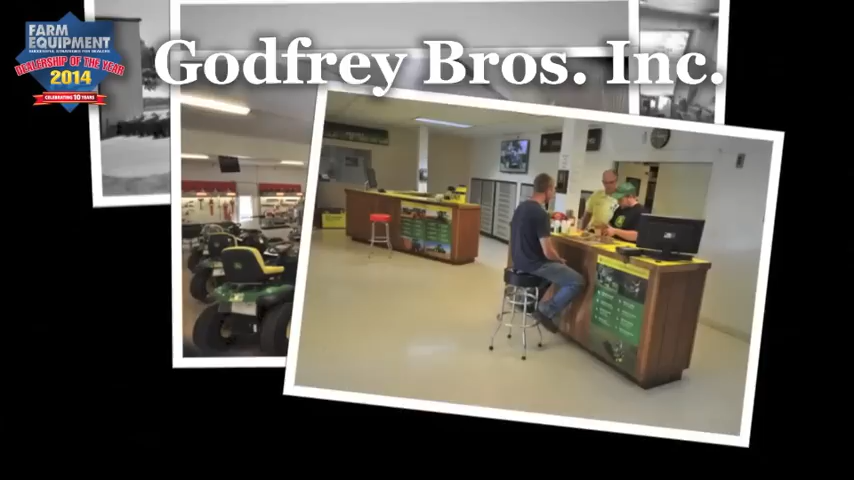 FARM
EQUIPMENT
DEALERSHIP OF THE YEAR
2014
CELEBRATING 10 YEARS
Godfrey Bros. Inc.